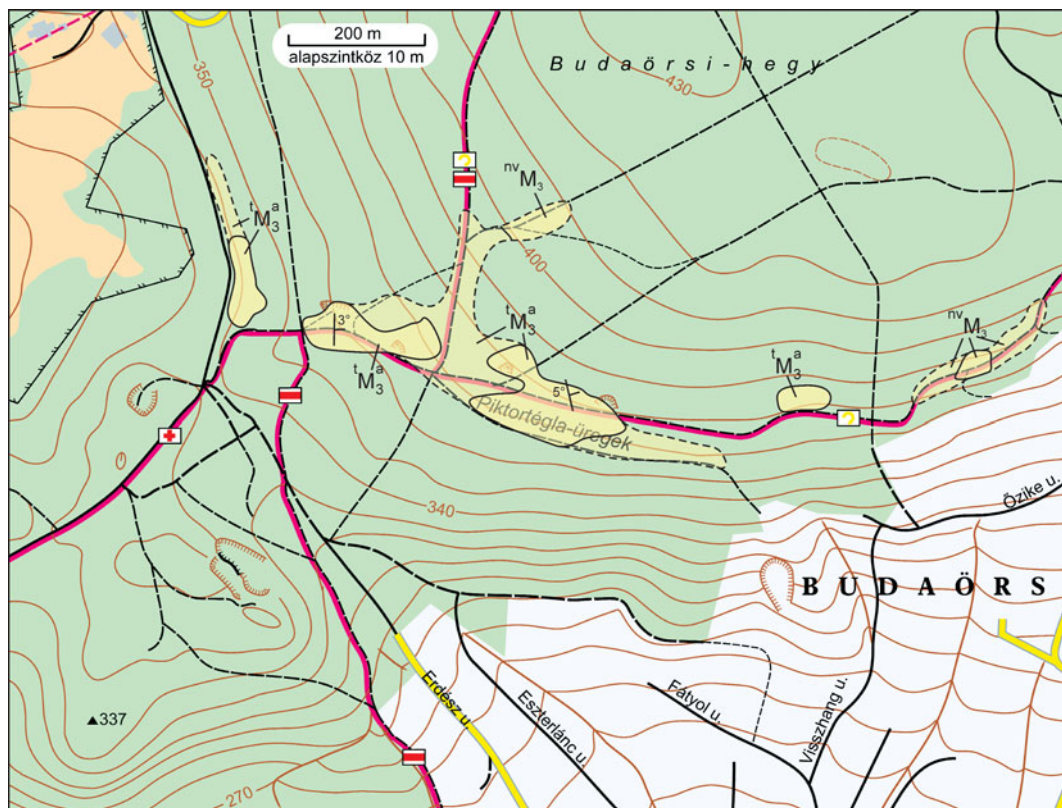 200 m
alapszintköz 10 m
Budaörsi-hegy
430
350
nvM₃
ᵗM₃ᵃ
400
3°
ᵗM₃ᵃ
ᵗM₃ᵃ
nvM₃
ᵗM₃ᵃ
5°
Piktortégla-üregek
340
Őzike u.
BUDAÖRS
Erdész u.
Eszterlánc u.
Fátyol u.
Visszhang u.
337
270